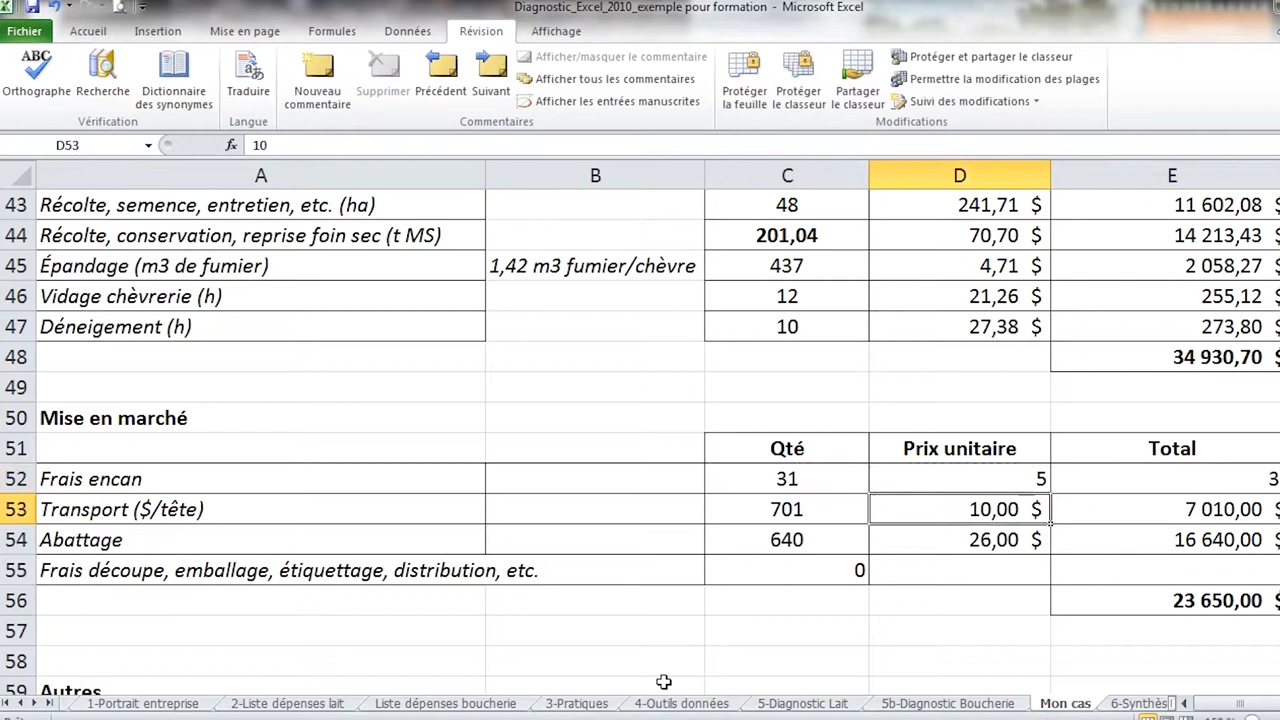 Diagnostic_Excel_2010_exemple pour formation - Microsoft Excel
Fichier Accueil Insertion Mise en page Formules Données Révision Affichage
ABC Orthographe
Recherche
Dictionnaire des synonymes
Vérification
Traduire
Langue
Nouveau commentaire
Supprimer
Précédent
Suivant
Afficher/masquer le commentaire
Afficher tous les commentaires
Afficher les entrées manuscrites
Commentaires
Protéger la feuille
Protéger le classeur
Partager le classeur
Protéger et partager le classeur
Permettre la modification des plages
Suivi des modifications
Modifications
D53 fx 10
A B C D E
43 Récolte, semence, entretien, etc. (ha) 48 241,71 $ 11 602,08 $
44 Récolte, conservation, reprise foin sec (t MS) 201,04 70,70 $ 14 213,43 $
45 Épandage (m3 de fumier) 1,42 m3 fumier/chèvre 437 4,71 $ 2 058,27 $
46 Vidage chèvrerie (h) 12 21,26 $ 255,12 $
47 Déneigement (h) 10 27,38 $ 273,80 $
48 34 930,70 $
49
50 Mise en marché
51 Qté Prix unitaire Total
52 Frais encan 31 5
53 Transport ($/tête) 701 10,00 $ 7 010,00 $
54 Abattage 640 26,00 $ 16 640,00 $
55 Frais découpe, emballage, étiquettage, distribution, etc. 0
56 23 650,00 $
57
58
59 Autres
1-Portrait entreprise 2-Liste dépenses lait Liste dépenses boucherie 3-Pratiques 4-Outils données 5-Diagnostic Lait 5b-Diagnostic Boucherie Mon cas 6-Synthès